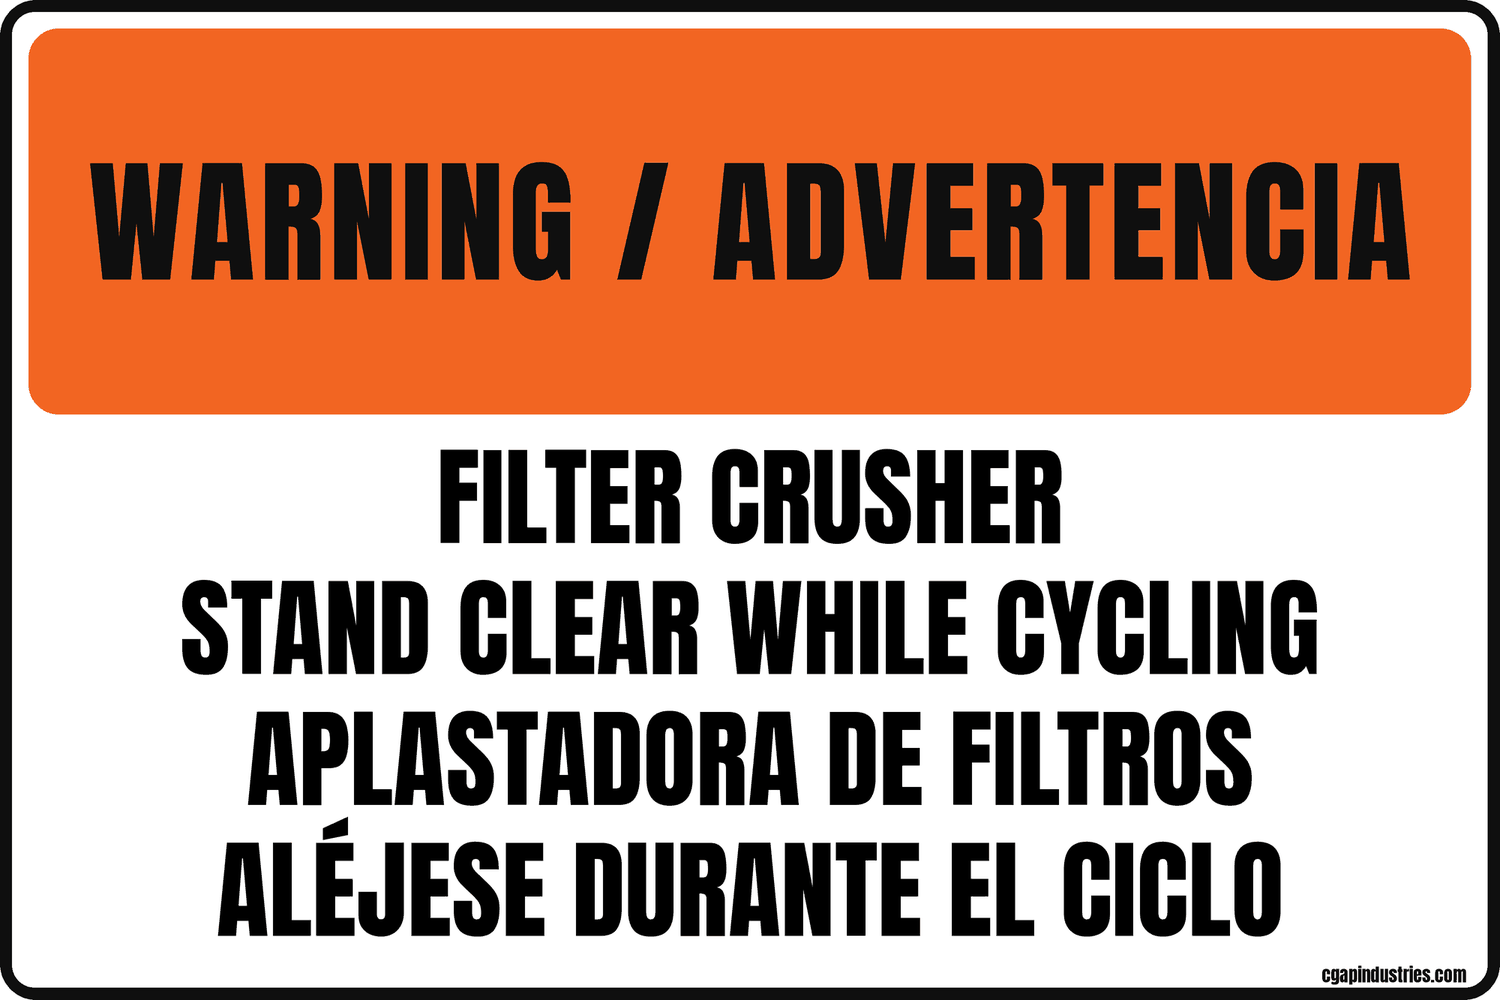 WARNING / ADVERTENCIA
FILTER CRUSHER
STAND CLEAR WHILE CYCLING
APLASTADORA DE FILTROS
ALÉJESE DURANTE EL CICLO
cgapindustries.com